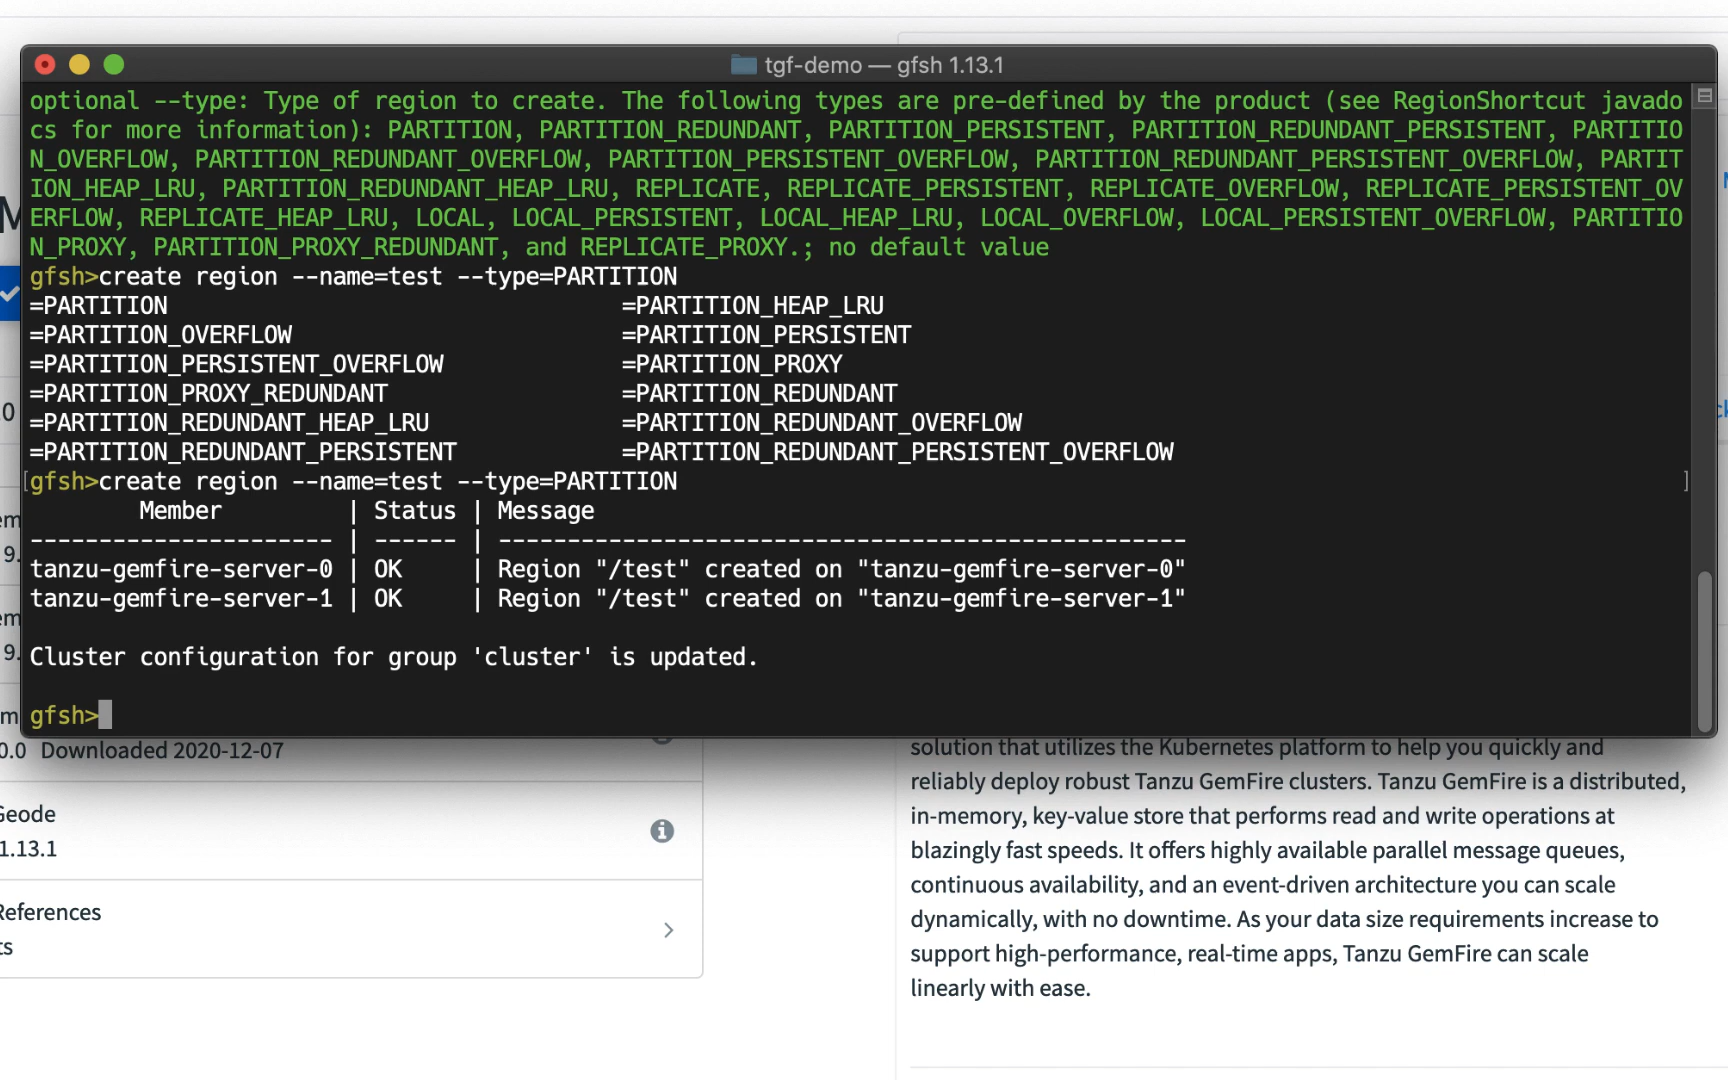 tgf-demo — gfsh 1.13.1
optional --type: Type of region to create. The following types are pre-defined by the product (see RegionShortcut javado
cs for more information): PARTITION, PARTITION_REDUNDANT, PARTITION_PERSISTENT, PARTITION_REDUNDANT_PERSISTENT, PARTITIO
N_OVERFLOW, PARTITION_REDUNDANT_OVERFLOW, PARTITION_PERSISTENT_OVERFLOW, PARTITION_REDUNDANT_PERSISTENT_OVERFLOW, PARTIT
ION_HEAP_LRU, PARTITION_REDUNDANT_HEAP_LRU, REPLICATE, REPLICATE_PERSISTENT, REPLICATE_OVERFLOW, REPLICATE_PERSISTENT_OV
ERFLOW, REPLICATE_HEAP_LRU, LOCAL, LOCAL_PERSISTENT, LOCAL_HEAP_LRU, LOCAL_OVERFLOW, LOCAL_PERSISTENT_OVERFLOW, PARTITIO
N_PROXY, PARTITION_PROXY_REDUNDANT, and REPLICATE_PROXY.; no default value
gfsh>create region --name=test --type=PARTITION
=PARTITION =PARTITION_HEAP_LRU
=PARTITION_OVERFLOW =PARTITION_PERSISTENT
=PARTITION_PERSISTENT_OVERFLOW =PARTITION_PROXY
=PARTITION_PROXY_REDUNDANT =PARTITION_REDUNDANT
=PARTITION_REDUNDANT_HEAP_LRU =PARTITION_REDUNDANT_OVERFLOW
=PARTITION_REDUNDANT_PERSISTENT =PARTITION_REDUNDANT_PERSISTENT_OVERFLOW
[gfsh>create region --name=test --type=PARTITION ]
Member | Status | Message
---------------------- | ------ | --------------------------------------------------
tanzu-gemfire-server-0 | OK | Region "/test" created on "tanzu-gemfire-server-0"
tanzu-gemfire-server-1 | OK | Region "/test" created on "tanzu-gemfire-server-1"
Cluster configuration for group 'cluster' is updated.
gfsh>
0.0 Downloaded 2020-12-07
Geode
1.13.1
References
ts
solution that utilizes the Kubernetes platform to help you quickly and
reliably deploy robust Tanzu GemFire clusters. Tanzu GemFire is a distributed,
in-memory, key-value store that performs read and write operations at
blazingly fast speeds. It offers highly available parallel message queues,
continuous availability, and an event-driven architecture you can scale
dynamically, with no downtime. As your data size requirements increase to
support high-performance, real-time apps, Tanzu GemFire can scale
linearly with ease.